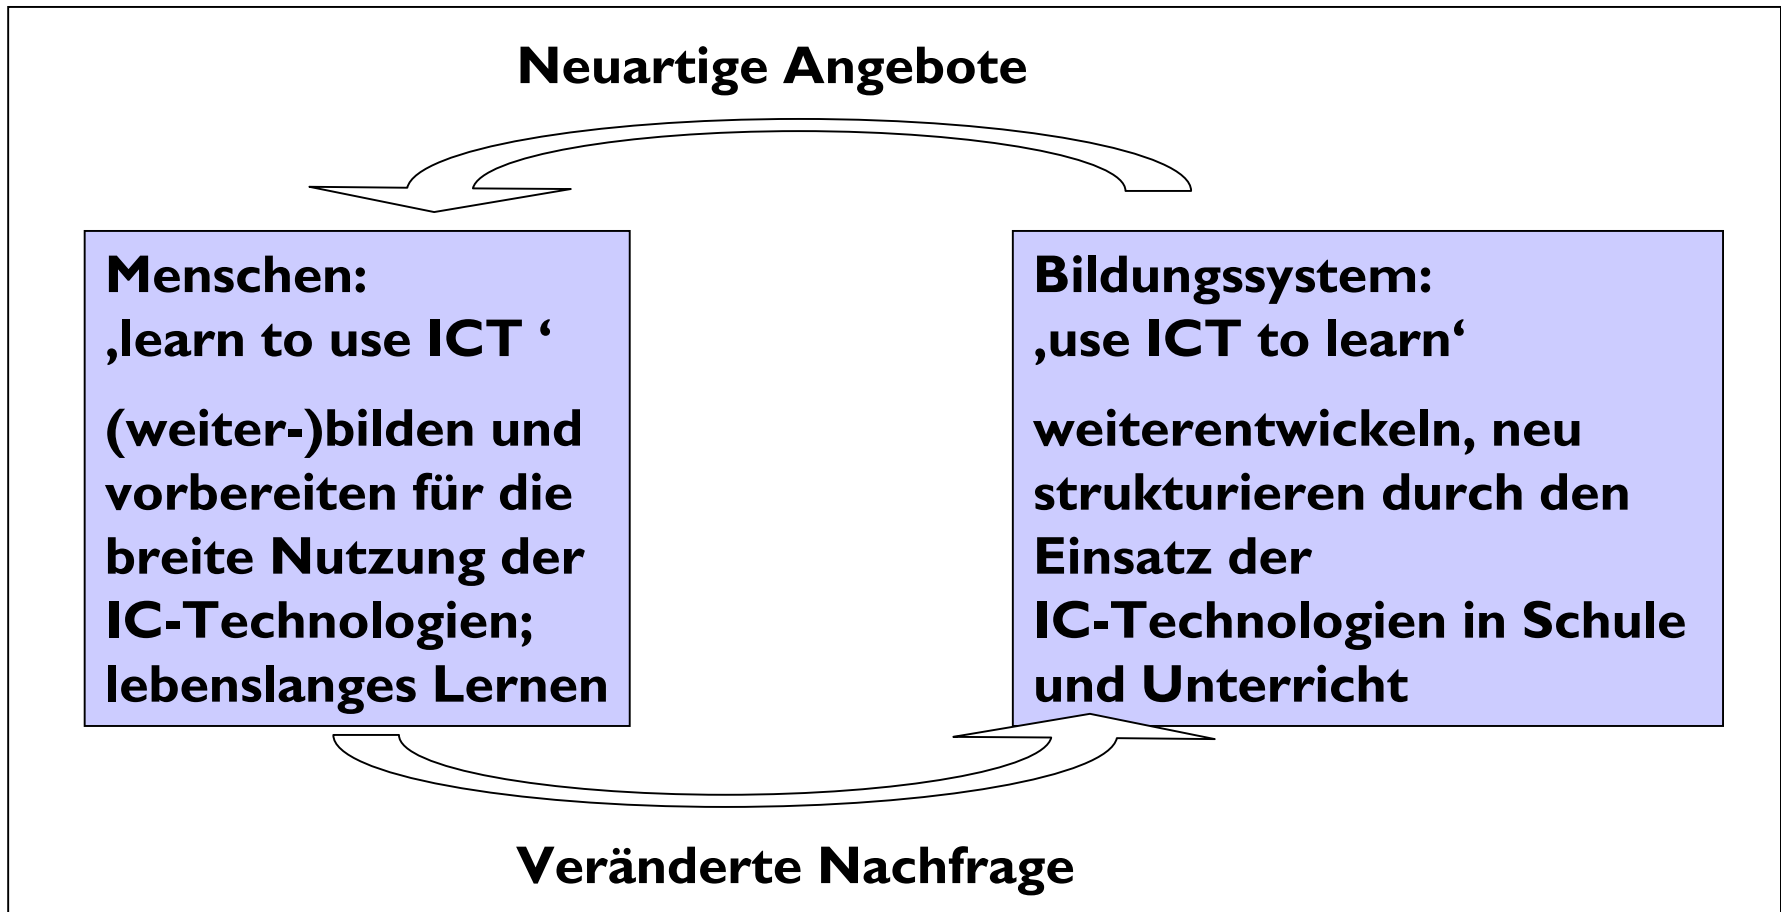 Neuartige Angebote
Menschen:
‚learn to use ICT ‘
(weiter-)bilden und
vorbereiten für die
breite Nutzung der
IC-Technologien;
lebenslanges Lernen
Bildungssystem:
‚use ICT to learn‘
weiterentwickeln, neu
strukturieren durch den
Einsatz der
IC-Technologien in Schule
und Unterricht
Veränderte Nachfrage